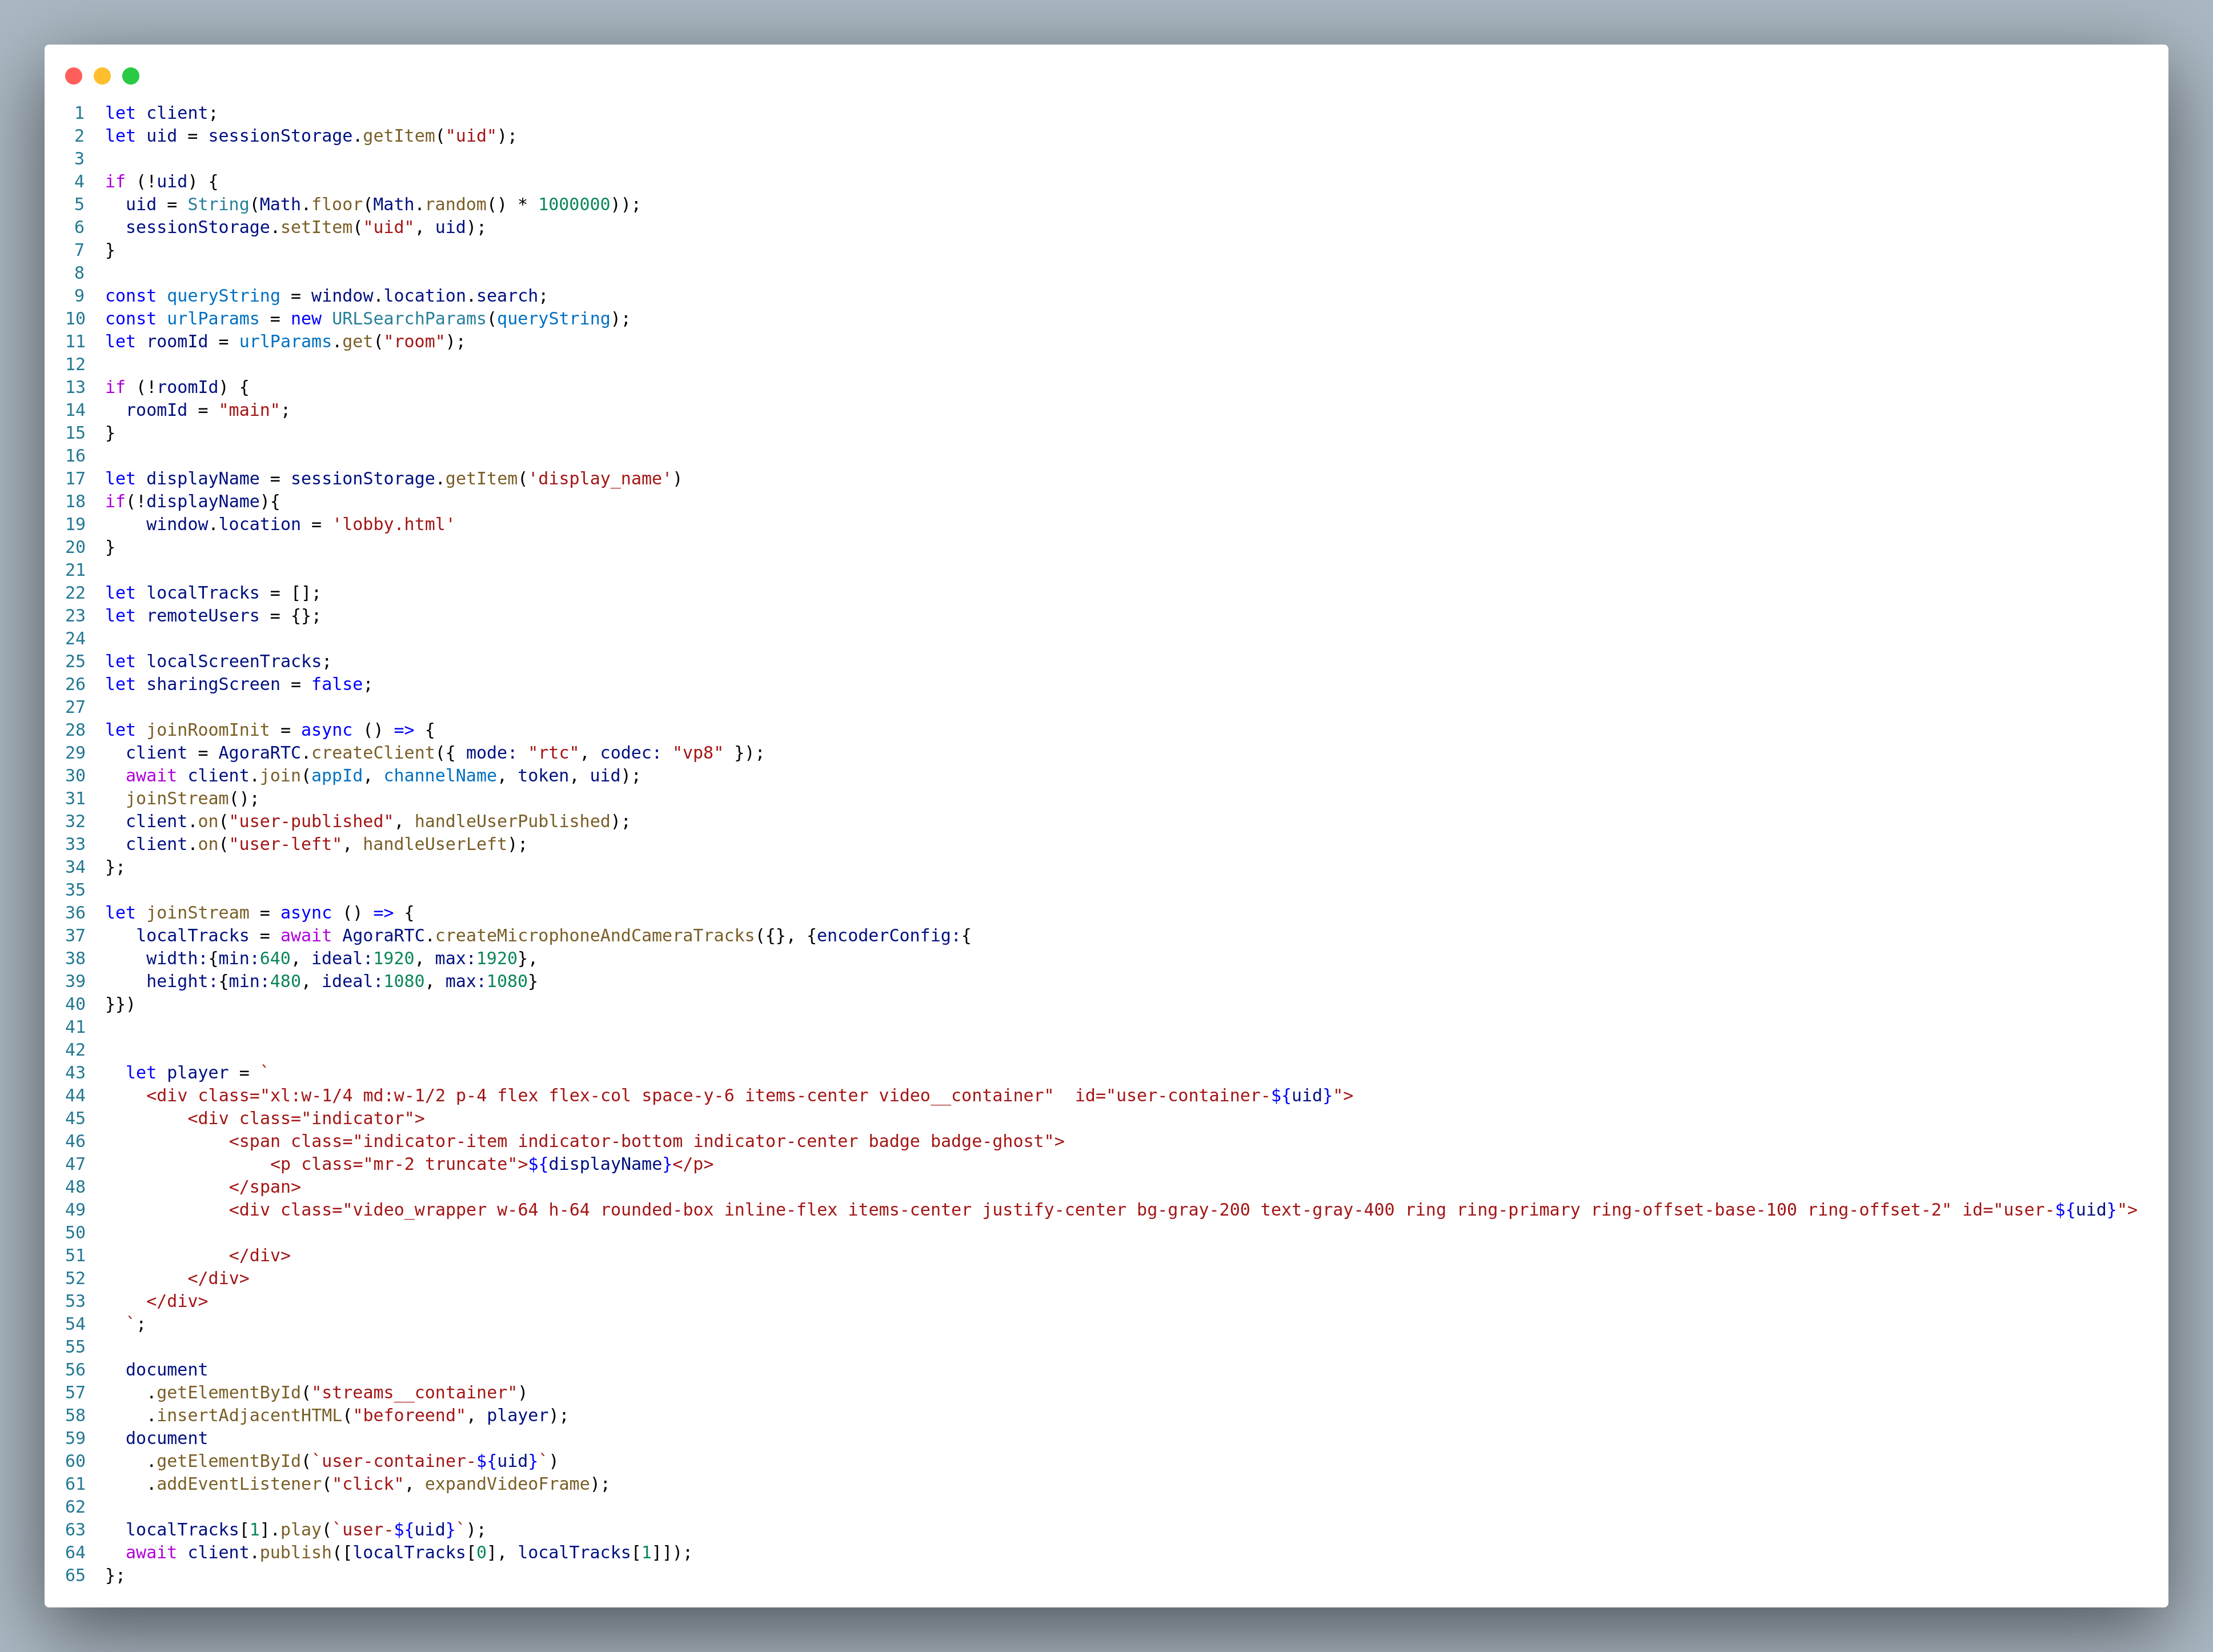 1 let client;
2 let uid = sessionStorage.getItem("uid");
3
4 if (!uid) {
5   uid = String(Math.floor(Math.random() * 1000000));
6   sessionStorage.setItem("uid", uid);
7 }
8
9 const queryString = window.location.search;
10 const urlParams = new URLSearchParams(queryString);
11 let roomId = urlParams.get("room");
12
13 if (!roomId) {
14   roomId = "main";
15 }
16
17 let displayName = sessionStorage.getItem('display_name')
18 if(!displayName){
19     window.location = 'lobby.html'
20 }
21
22 let localTracks = [];
23 let remoteUsers = {};
24
25 let localScreenTracks;
26 let sharingScreen = false;
27
28 let joinRoomInit = async () => {
29   client = AgoraRTC.createClient({ mode: "rtc", codec: "vp8" });
30   await client.join(appId, channelName, token, uid);
31   joinStream();
32   client.on("user-published", handleUserPublished);
33   client.on("user-left", handleUserLeft);
34 };
35
36 let joinStream = async () => {
37    localTracks = await AgoraRTC.createMicrophoneAndCameraTracks({}, {encoderConfig:{
38     width:{min:640, ideal:1920, max:1920},
39     height:{min:480, ideal:1080, max:1080}
40 }})
41
42
43   let player = `
44     <div class="xl:w-1/4 md:w-1/2 p-4 flex flex-col space-y-6 items-center video__container"  id="user-container-${uid}">
45         <div class="indicator">
46             <span class="indicator-item indicator-bottom indicator-center badge badge-ghost">
47                 <p class="mr-2 truncate">${displayName}</p>
48             </span>
49             <div class="video_wrapper w-64 h-64 rounded-box inline-flex items-center justify-center bg-gray-200 text-gray-400 ring ring-primary ring-offset-base-100 ring-offset-2" id="user-${uid}">
50
51             </div>
52         </div>
53     </div>
54   `;
55
56   document
57     .getElementById("streams__container")
58     .insertAdjacentHTML("beforeend", player);
59   document
60     .getElementById(`user-container-${uid}`)
61     .addEventListener("click", expandVideoFrame);
62
63   localTracks[1].play(`user-${uid}`);
64   await client.publish([localTracks[0], localTracks[1]]);
65 };